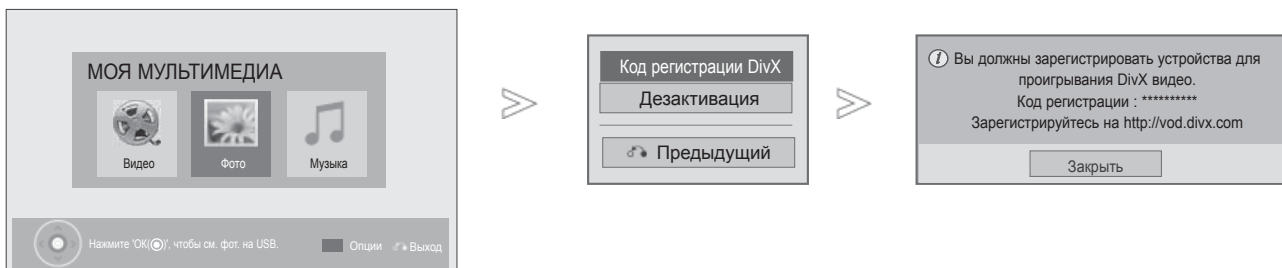 МОЯ МУЛЬТИМЕДИА
Видео
Фото
Музыка
Нажмите 'ОК(◉)', чтобы см. фот. на USB.
Опции
Выход
Код регистрации DivX
Дезактивация
Предыдущий
Вы должны зарегистрировать устройства для
проигрывания DivX видео.
Код регистрации : **********
Зарегистрируйтесь на http://vod.divx.com
Закрыть